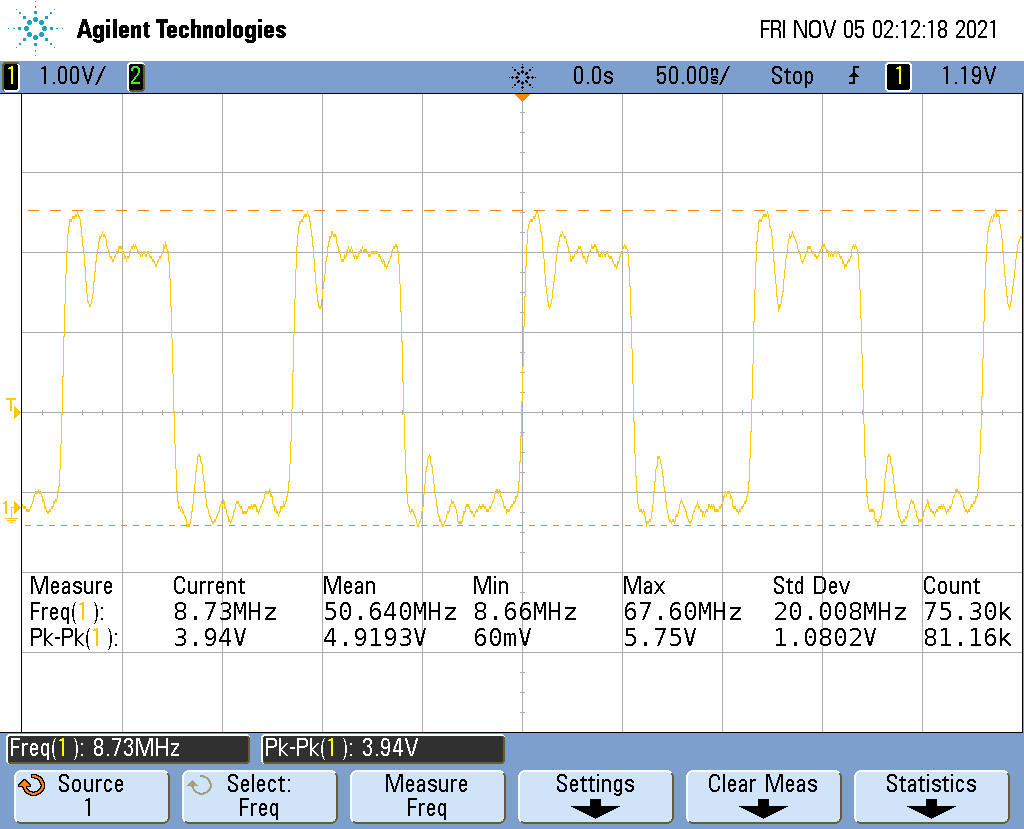 Agilent Technologies
FRI NOV 05 02:12:18 2021
1 1.00V/ 2 0.0s 50.00ns/ Stop 1 1.19V
T
1
Measure Current Mean Min Max Std Dev Count
Freq(1): 8.73MHz 50.640MHz 8.66MHz 67.60MHz 20.008MHz 75.30k
Pk-Pk(1): 3.94V 4.9193V 60mV 5.75V 1.0802V 81.16k
Freq(1): 8.73MHz Pk-Pk(1): 3.94V
Source
1
Select:
Freq
Measure
Freq
Settings
Clear Meas
Statistics